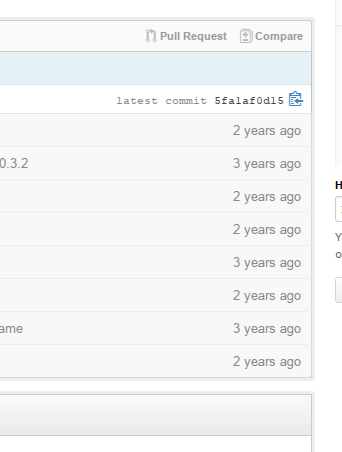 Pull Request Compare
latest commit 5fa1af0d15
2 years ago
0.3.2 3 years ago
2 years ago
2 years ago
3 years ago
2 years ago
ame 3 years ago
2 years ago
H
Y
o